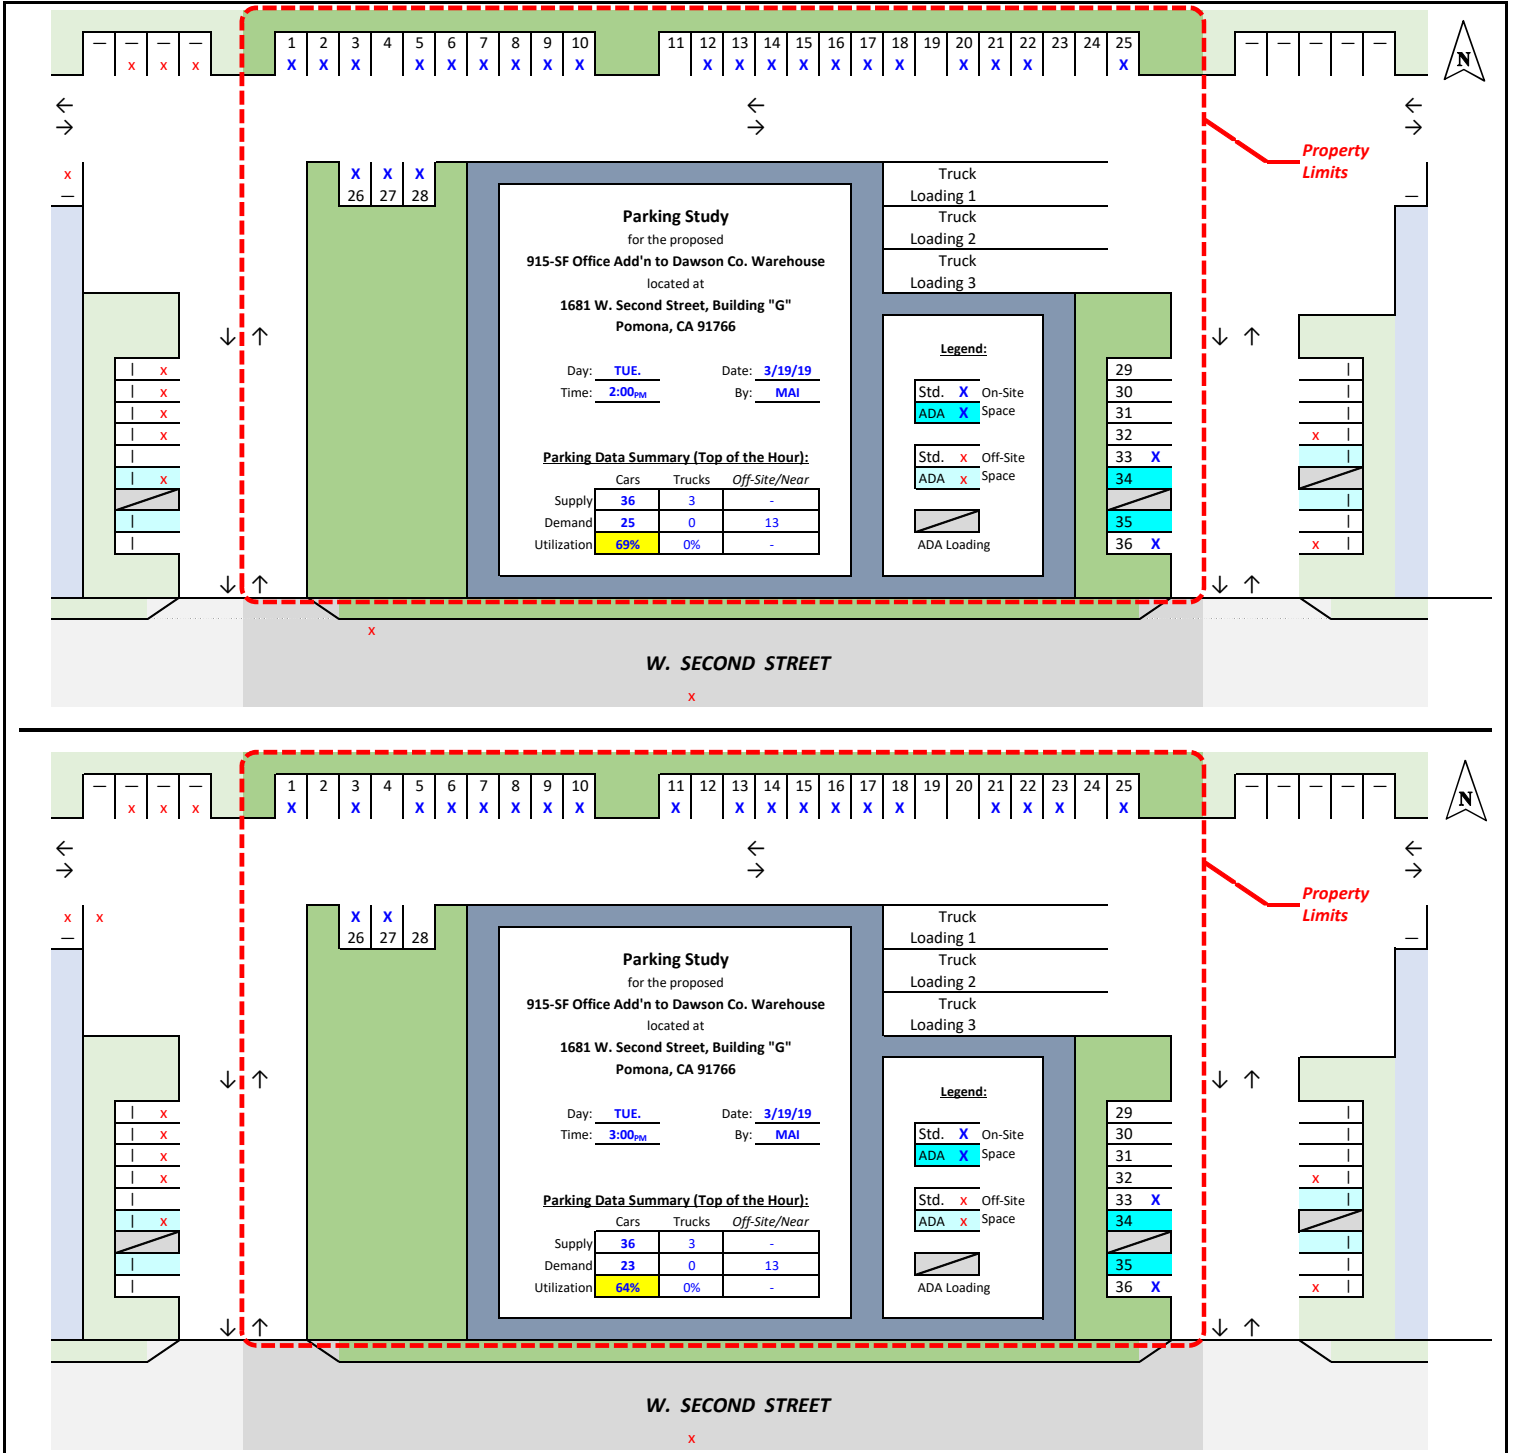 1 2 3 4 5 6 7 8 9 10 11 12 13 14 15 16 17 18 19 20 21 22 23 24 25
x x x X X X X X X X X X X X X X X X X X X X X
N
← ←
→ →
← →
Property
Limits
x
X X X
26 27 28
Truck
Loading 1
Truck
Loading 2
Truck
Loading 3
Parking Study
for the proposed
915-SF Office Add'n to Dawson Co. Warehouse
located at
1681 W. Second Street, Building "G"
Pomona, CA 91766
↓ ↑ ↓ ↑
Day: TUE. Date: 3/19/19
Time: 2:00PM By: MAI
Parking Data Summary (Top of the Hour):
Cars Trucks Off-Site/Near
Supply 36 3 -
Demand 25 0 13
Utilization 69% 0% -
Legend:
Std. X On-Site
ADA X Space
Std. x Off-Site
ADA x Space
ADA Loading
x
x
x
x
x
29
30
31
32
33 X
34
35
36 X
x
x
↓ ↑ ↓ ↑
x
W. SECOND STREET
x
1 2 3 4 5 6 7 8 9 10 11 12 13 14 15 16 17 18 19 20 21 22 23 24 25
x x x X X X X X X X X X X X X X X X X X X X
N
← ←
→ →
← →
Property
Limits
x x
X X
26 27 28
Truck
Loading 1
Truck
Loading 2
Truck
Loading 3
Parking Study
for the proposed
915-SF Office Add'n to Dawson Co. Warehouse
located at
1681 W. Second Street, Building "G"
Pomona, CA 91766
↓ ↑ ↓ ↑
Day: TUE. Date: 3/19/19
Time: 3:00PM By: MAI
Parking Data Summary (Top of the Hour):
Cars Trucks Off-Site/Near
Supply 36 3 -
Demand 23 0 13
Utilization 64% 0% -
Legend:
Std. X On-Site
ADA X Space
Std. x Off-Site
ADA x Space
ADA Loading
x
x
x
x
x
29
30
31
32
33 X
34
35
36 X
x
x
↓ ↑ ↓ ↑
W. SECOND STREET
x